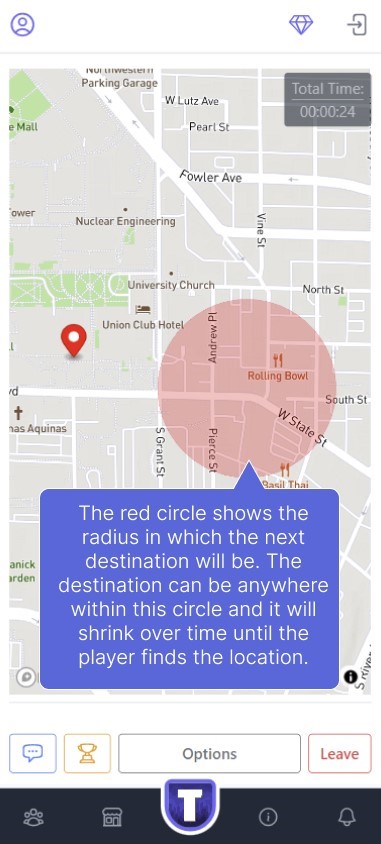 Northwestern
Parking Garage
Total Time:
00:00:24
W Lutz Ave
e Mall
Pearl St
Fowler Ave
ower
Nuclear Engineering
Vine St
University Church
North St
Union Club Hotel
Andrew Pl
Rolling Bowl
vd
South St
nas Aquinas
W State St
S Grant St
Pierce St
Basil Thai
The red circle shows the
radius in which the next
destination will be. The
destination can be anywhere
within this circle and it will
shrink over time until the
player finds the location.
anick
arden
S River
Options
Leave
T